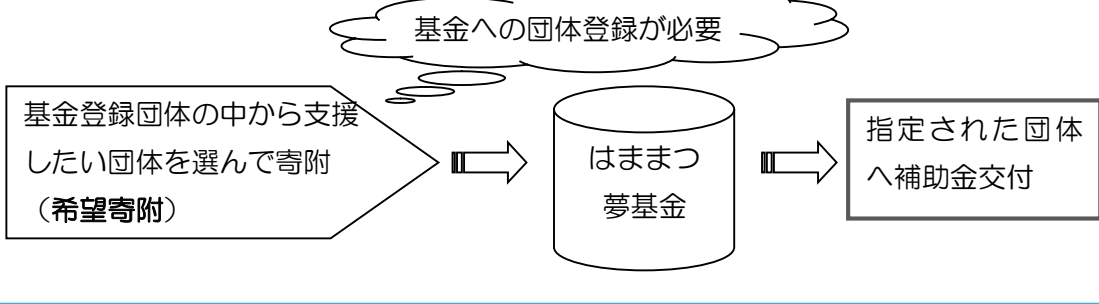 基金への団体登録が必要
基金登録団体の中から支援
したい団体を選んで寄附
（希望寄附）
はままつ
夢基金
指定された団体
へ補助金交付